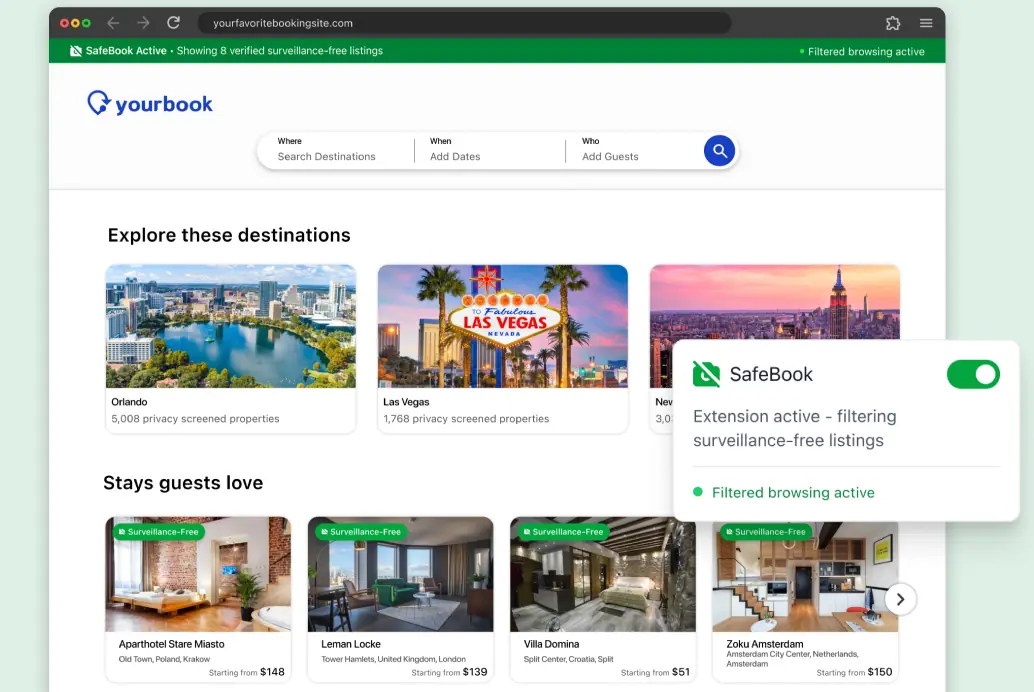 yourfavoritebookingsite.com
SafeBook Active • Showing 8 verified surveillance-free listings
Filtered browsing active
yourbook
Where
Search Destinations
When
Add Dates
Who
Add Guests
Explore these destinations
TO Fabulous
LAS VEGAS
NEVADA
Orlando
5,008 privacy screened properties
Las Vegas
1,768 privacy screened properties
New
3,03
SafeBook
Extension active - filtering
surveillance-free listings
Filtered browsing active
Stays guests love
Surveillance-Free
Surveillance-Free
Surveillance-Free
Surveillance-Free
Aparthotel Stare Miasto
Old Town, Poland, Krakow
Starting from $148
Leman Locke
Tower Hamlets, United Kingdom, London
Starting from $139
Villa Domina
Split Center, Croatia, Split
Starting from $51
Zoku Amsterdam
Amsterdam City Center, Netherlands,
Amsterdam
Starting from $150